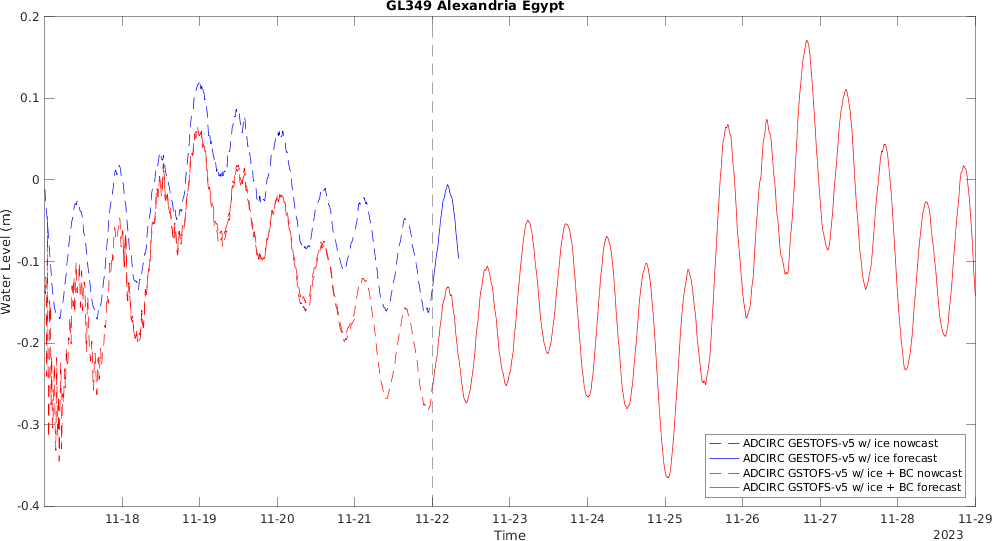 GL349 Alexandria Egypt
0.2
0.1
0
-0.1
-0.2
-0.3
-0.4
Water Level (m)
ADCIRC GESTOFS-v5 w/ ice nowcast
ADCIRC GESTOFS-v5 w/ ice forecast
ADCIRC GSTOFS-v5 w/ ice + BC nowcast
ADCIRC GSTOFS-v5 w/ ice + BC forecast
11-18 11-19 11-20 11-21 11-22 11-23 11-24 11-25 11-26 11-27 11-28 11-29
Time
2023